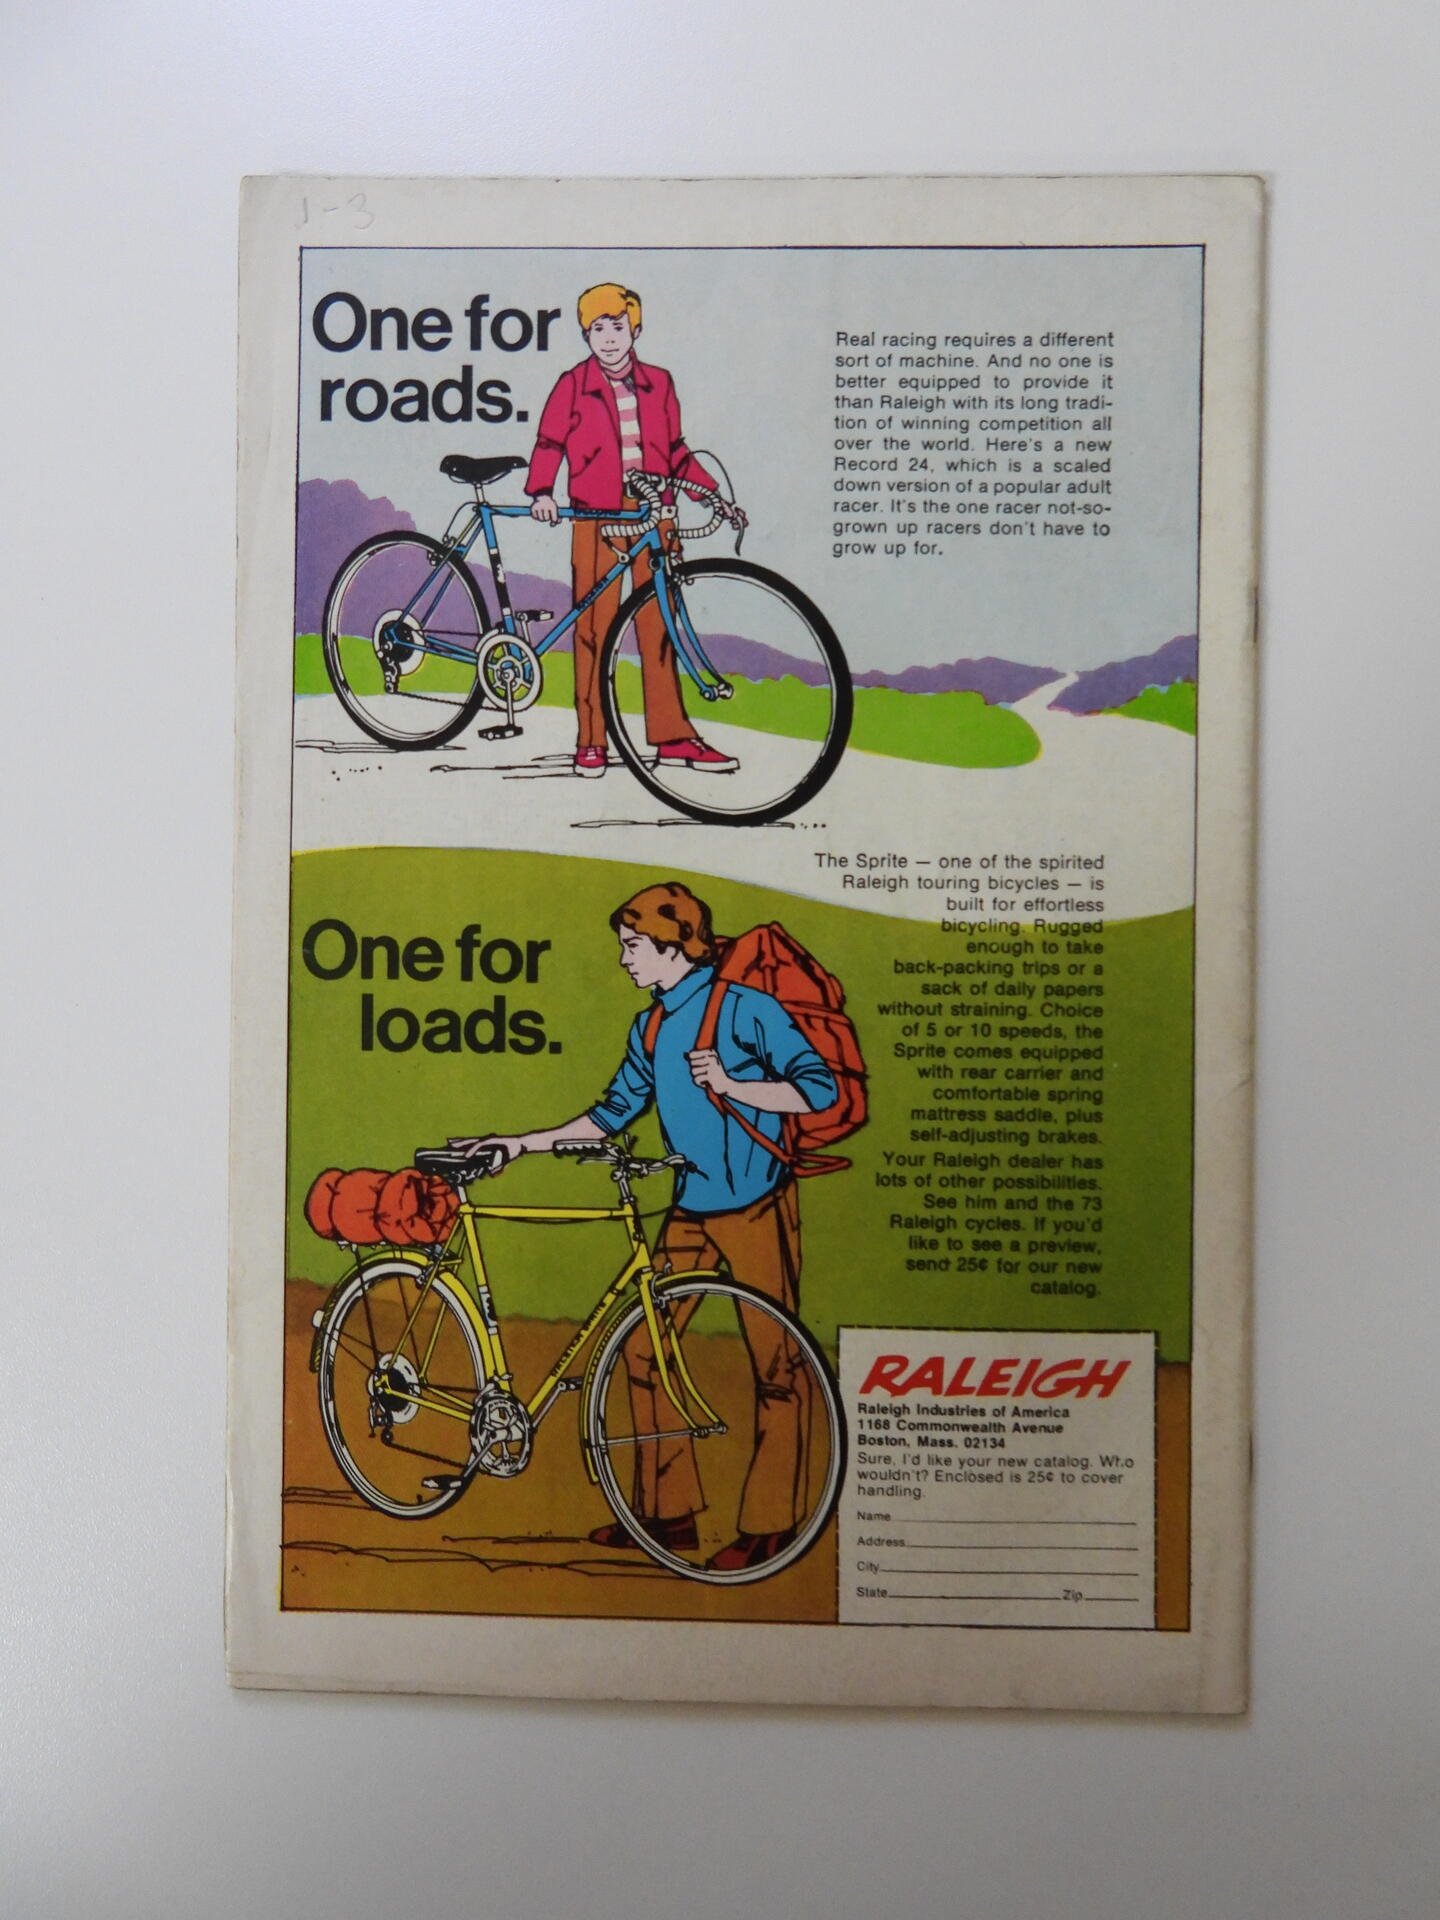 1-3
One for
roads.
Real racing requires a different
sort of machine. And no one is
better equipped to provide it
than Raleigh with its long tradi-
tion of winning competition all
over the world. Here's a new
Record 24, which is a scaled
down version of a popular adult
racer. It's the one racer not-so-
grown up racers don't have to
grow up for.
One for
loads.
The Sprite — one of the spirited
Raleigh touring bicycles — is
built for effortless
bicycling. Rugged
enough to take
back-packing trips or a
sack of daily papers
without straining. Choice
of 5 or 10 speeds, the
Sprite comes equipped
with rear carrier and
comfortable spring
mattress saddle, plus
self-adjusting brakes.
Your Raleigh dealer has
lots of other possibilities.
See him and the 73
Raleigh cycles. If you'd
like to see a preview,
send 25¢ for our new
catalog.
RALEIGH SPRITE
RALEIGH
Raleigh Industries of America
1168 Commonwealth Avenue
Boston, Mass. 02134
Sure, I'd like your new catalog. Who
wouldn't? Enclosed is 25¢ to cover
handling.
Name
Address
City
State Zip